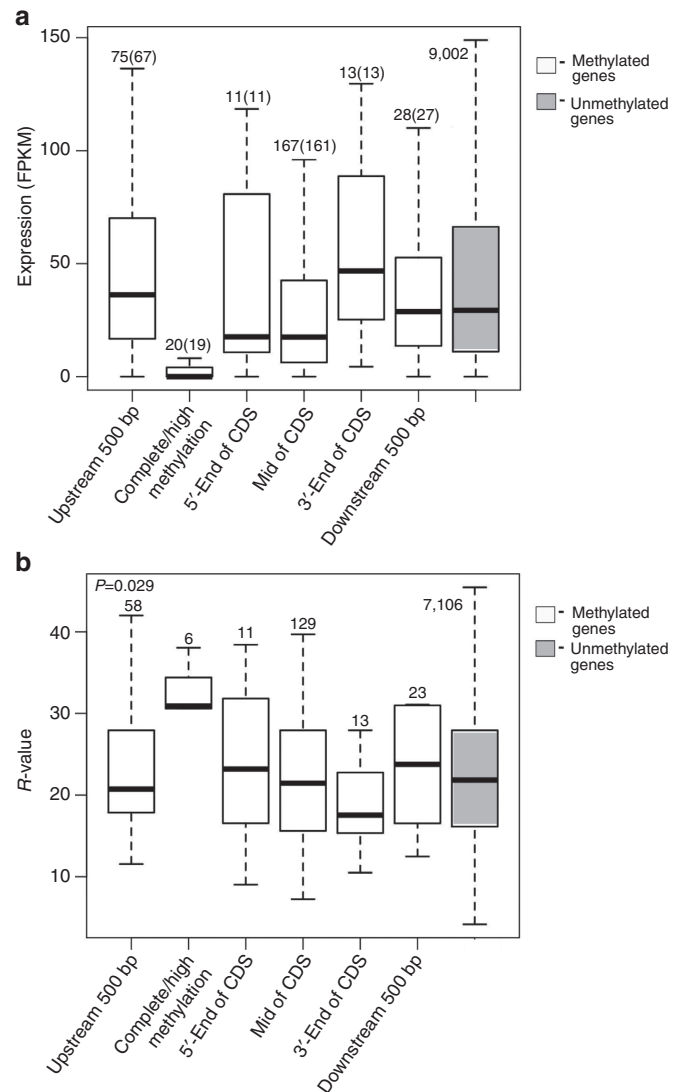 a
150
100
50
0
Expression (FPKM)
75(67)
20(19)
11(11)
167(161)
13(13)
28(27)
9,002
Methylated
genes
Unmethylated
genes
Upstream 500 bp
Complete/high
methylation
5′-End of CDS
Mid of CDS
3′-End of CDS
Downstream 500 bp
b
P=0.029
40
30
20
10
R-value
58
6
11
129
13
23
7,106
Methylated
genes
Unmethylated
genes
Upstream 500 bp
Complete/high
methylation
5′-End of CDS
Mid of CDS
3′-End of CDS
Downstream 500 bp